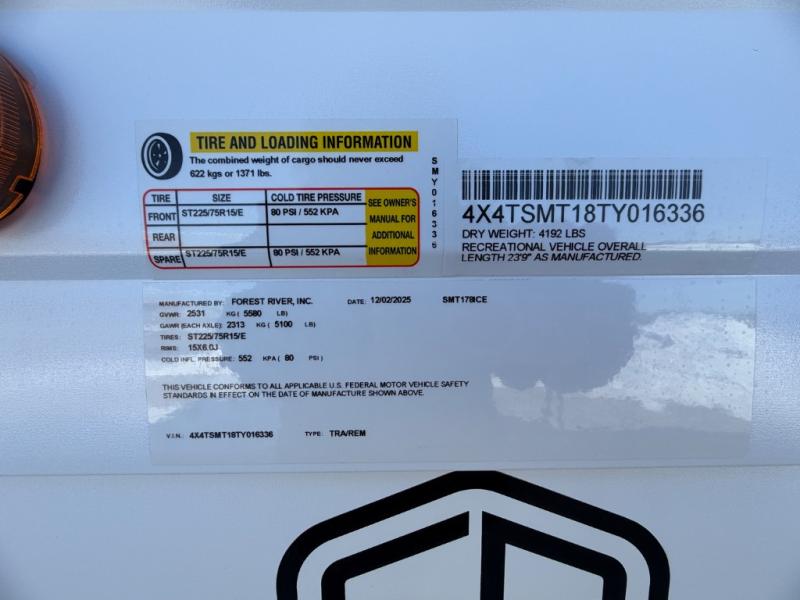 TIRE AND LOADING INFORMATION
The combined weight of cargo should never exceed
622 kgs or 1371 lbs.
TIRE SIZE COLD TIRE PRESSURE SEE OWNER'S MANUAL FOR ADDITIONAL INFORMATION
FRONT ST225/75R15/E 80 PSI / 552 KPA
REAR
SPARE ST225/75R15/E 80 PSI / 552 KPA
SMY016336
4X4TSMT18TY016336
DRY WEIGHT: 4192 LBS
RECREATIONAL VEHICLE OVERALL
LENGTH 23'9" AS MANUFACTURED.
MANUFACTURED BY: FOREST RIVER, INC. DATE: 12/02/2025 SMT178ICE
GVWR: 2531 KG ( 5580 LB)
GAWR (EACH AXLE): 2313 KG ( 5100 LB)
TIRES: ST225/75R15/E
RIMS: 15X6.0J
COLD INFL. PRESSURE: 552 KPA ( 80 PSI )
THIS VEHICLE CONFORMS TO ALL APPLICABLE U.S. FEDERAL MOTOR VEHICLE SAFETY
STANDARDS IN EFFECT ON THE DATE OF MANUFACTURE SHOWN ABOVE.
V.I.N.: 4X4TSMT18TY016336 TYPE: TRA/REM